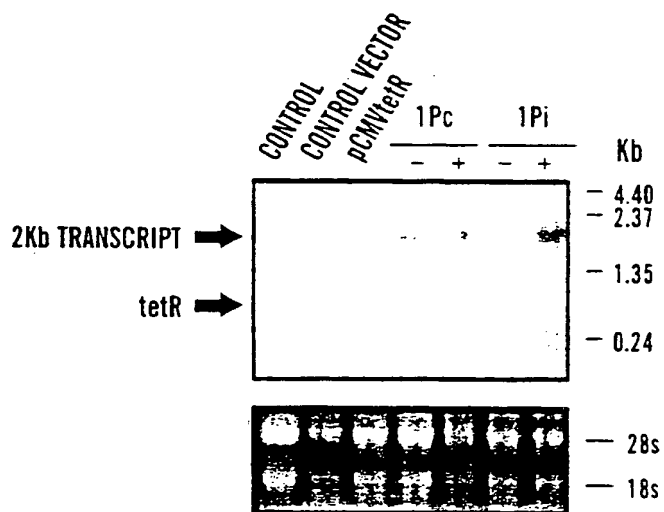 CONTROL
CONTROL VECTOR
pCMVtetR
1Pc
1Pi
Kb
− + − +
4.40
2.37
2Kb TRANSCRIPT
1.35
tetR
0.24
28s
18s